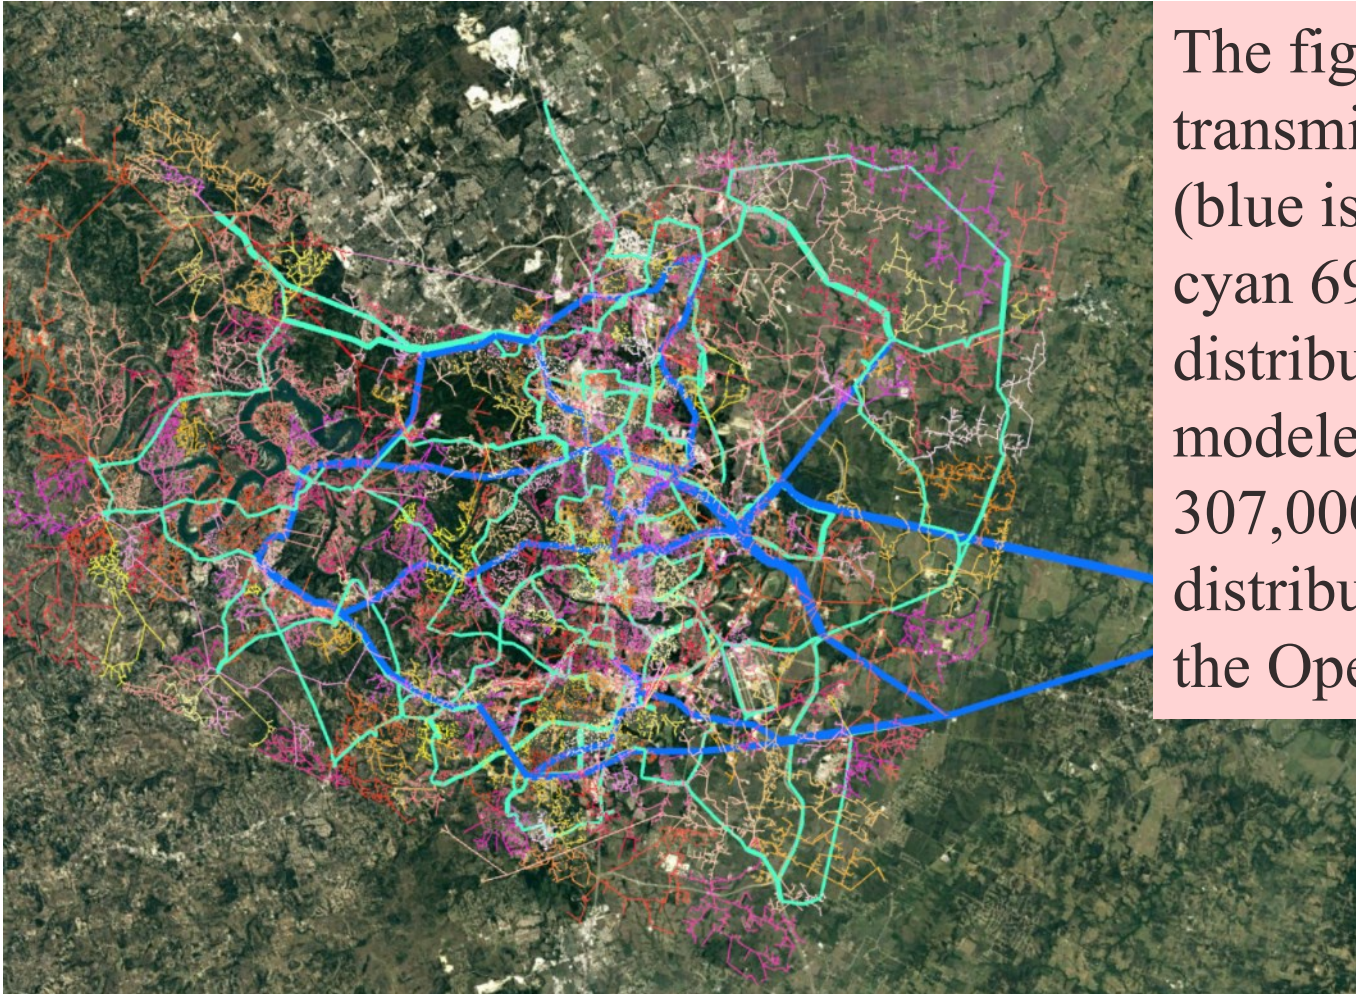 The fig
transmi
(blue is
cyan 69
distribu
modele
307,000
distribu
the Ope